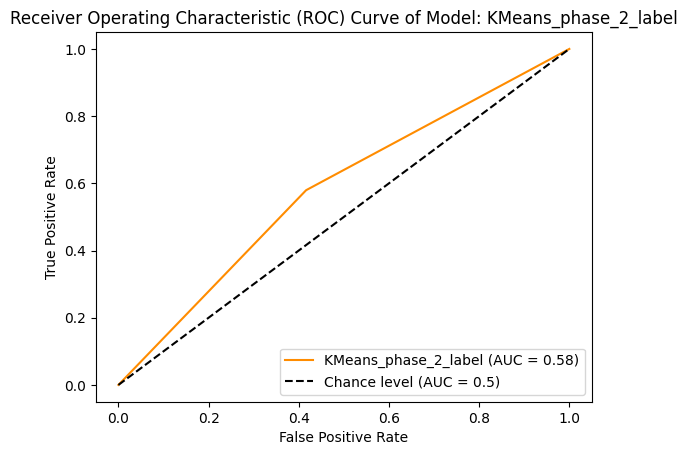 Receiver Operating Characteristic (ROC) Curve of Model: KMeans_phase_2_label
1.0
0.8
0.6
0.4
0.2
0.0
True Positive Rate
KMeans_phase_2_label (AUC = 0.58)
Chance level (AUC = 0.5)
0.0 0.2 0.4 0.6 0.8 1.0
False Positive Rate